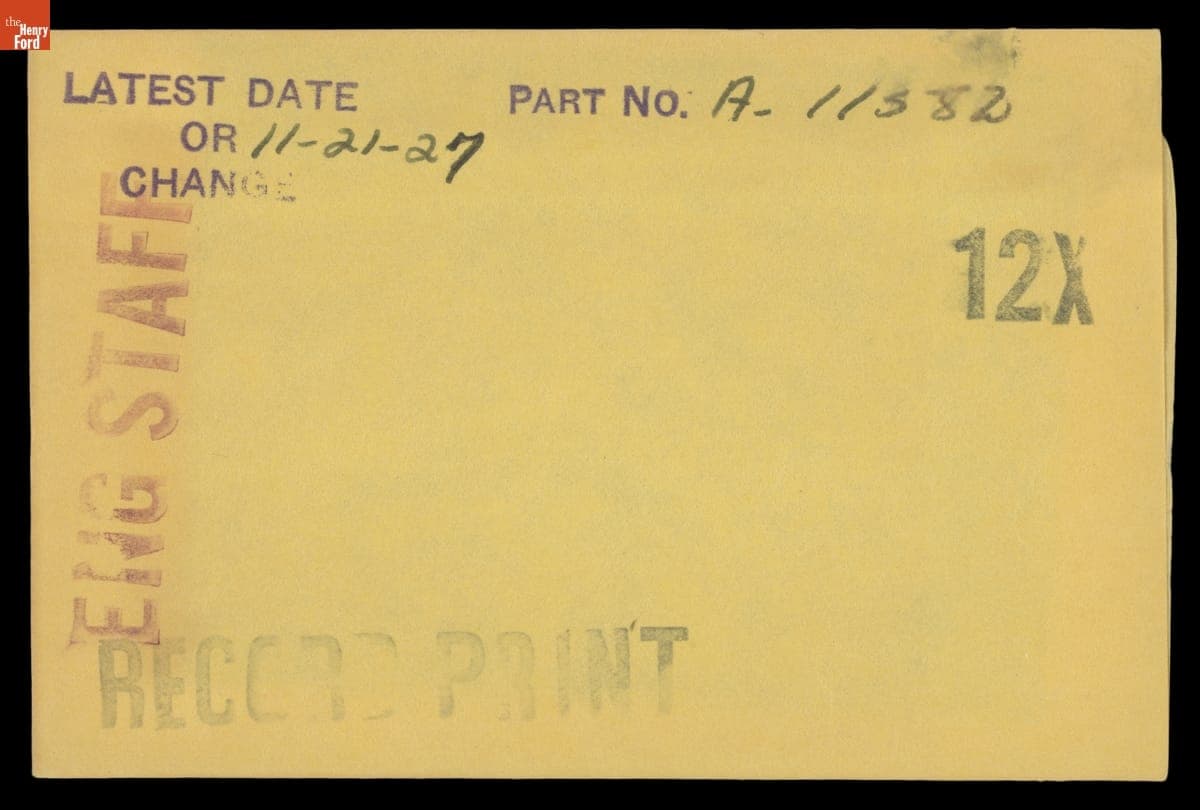 the
Henry
Ford
LATEST DATE
OR 11-21-27
CHANGE
PART NO. A- 11382
12X
ENG STAFF
RECORD PRINT